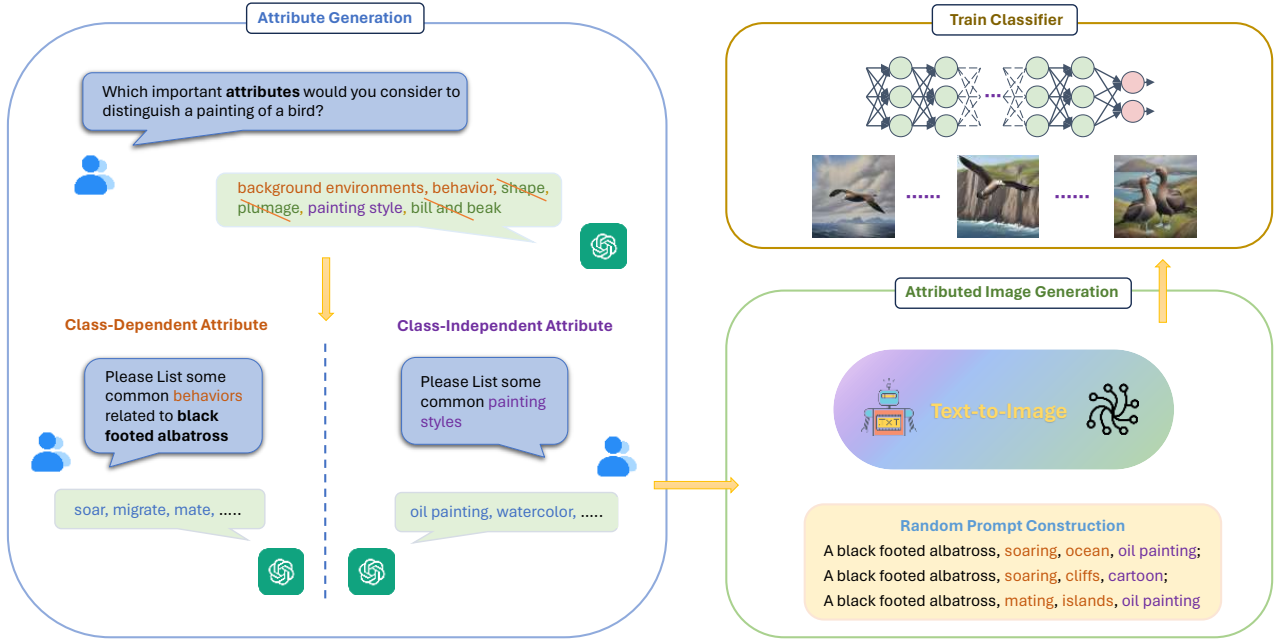 Attribute Generation
Which important attributes would you consider to
distinguish a painting of a bird?
background environments, behavior, shape,
plumage, painting style, bill and beak
Class-Dependent Attribute
Class-Independent Attribute
Please List some
common behaviors
related to black
footed albatross
Please List some
common painting
styles
soar, migrate, mate, .....
oil painting, watercolor, .....
Train Classifier
Attributed Image Generation
TXT
Text-to-Image
Random Prompt Construction
A black footed albatross, soaring, ocean, oil painting;
A black footed albatross, soaring, cliffs, cartoon;
A black footed albatross, mating, islands, oil painting